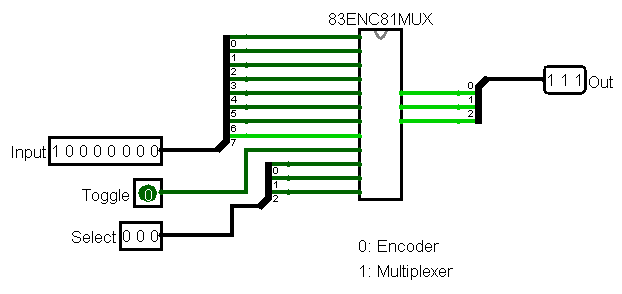 83ENC81MUX
0
1
2
3
4
5
6
7
0
1
2
1 1 1 Out
Input 1 0 0 0 0 0 0 0
0
1
2
Toggle 0
Select 0 0 0
0: Encoder
1: Multiplexer